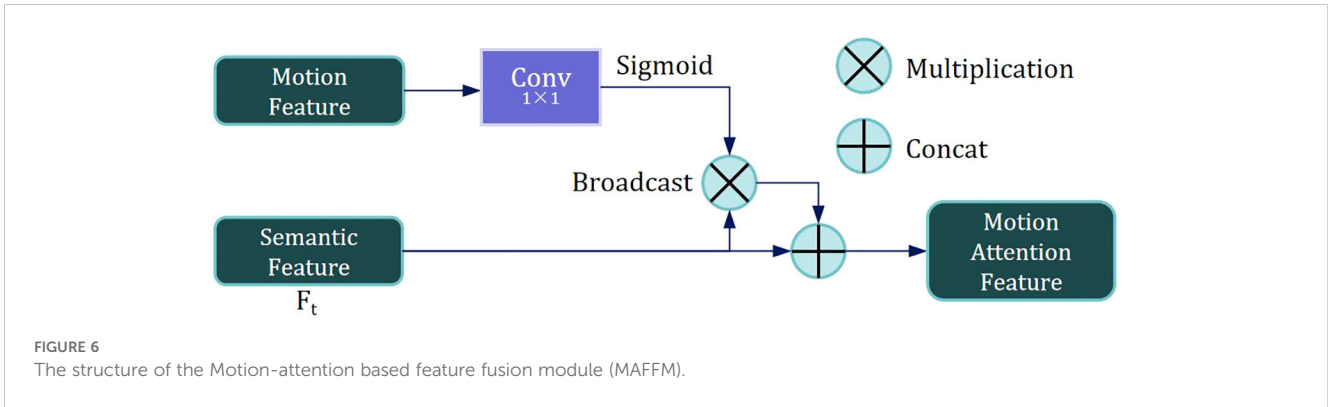 Motion
Feature
Conv
1×1
Sigmoid
Multiplication
Concat
Broadcast
Semantic
Feature
F_t
Motion
Attention
Feature
FIGURE 6
The structure of the Motion-attention based feature fusion module (MAFFM).